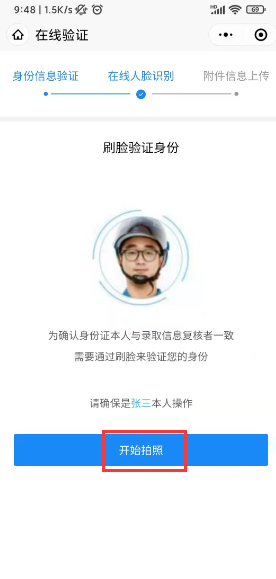 9:48 | 1.5K/s
HD 69
在线验证
身份信息验证 在线人脸识别 附件信息上传
刷脸验证身份
为确认身份证本人与录取信息复核者一致
需要通过刷脸来验证您的身份
请确保是张三本人操作
开始拍照